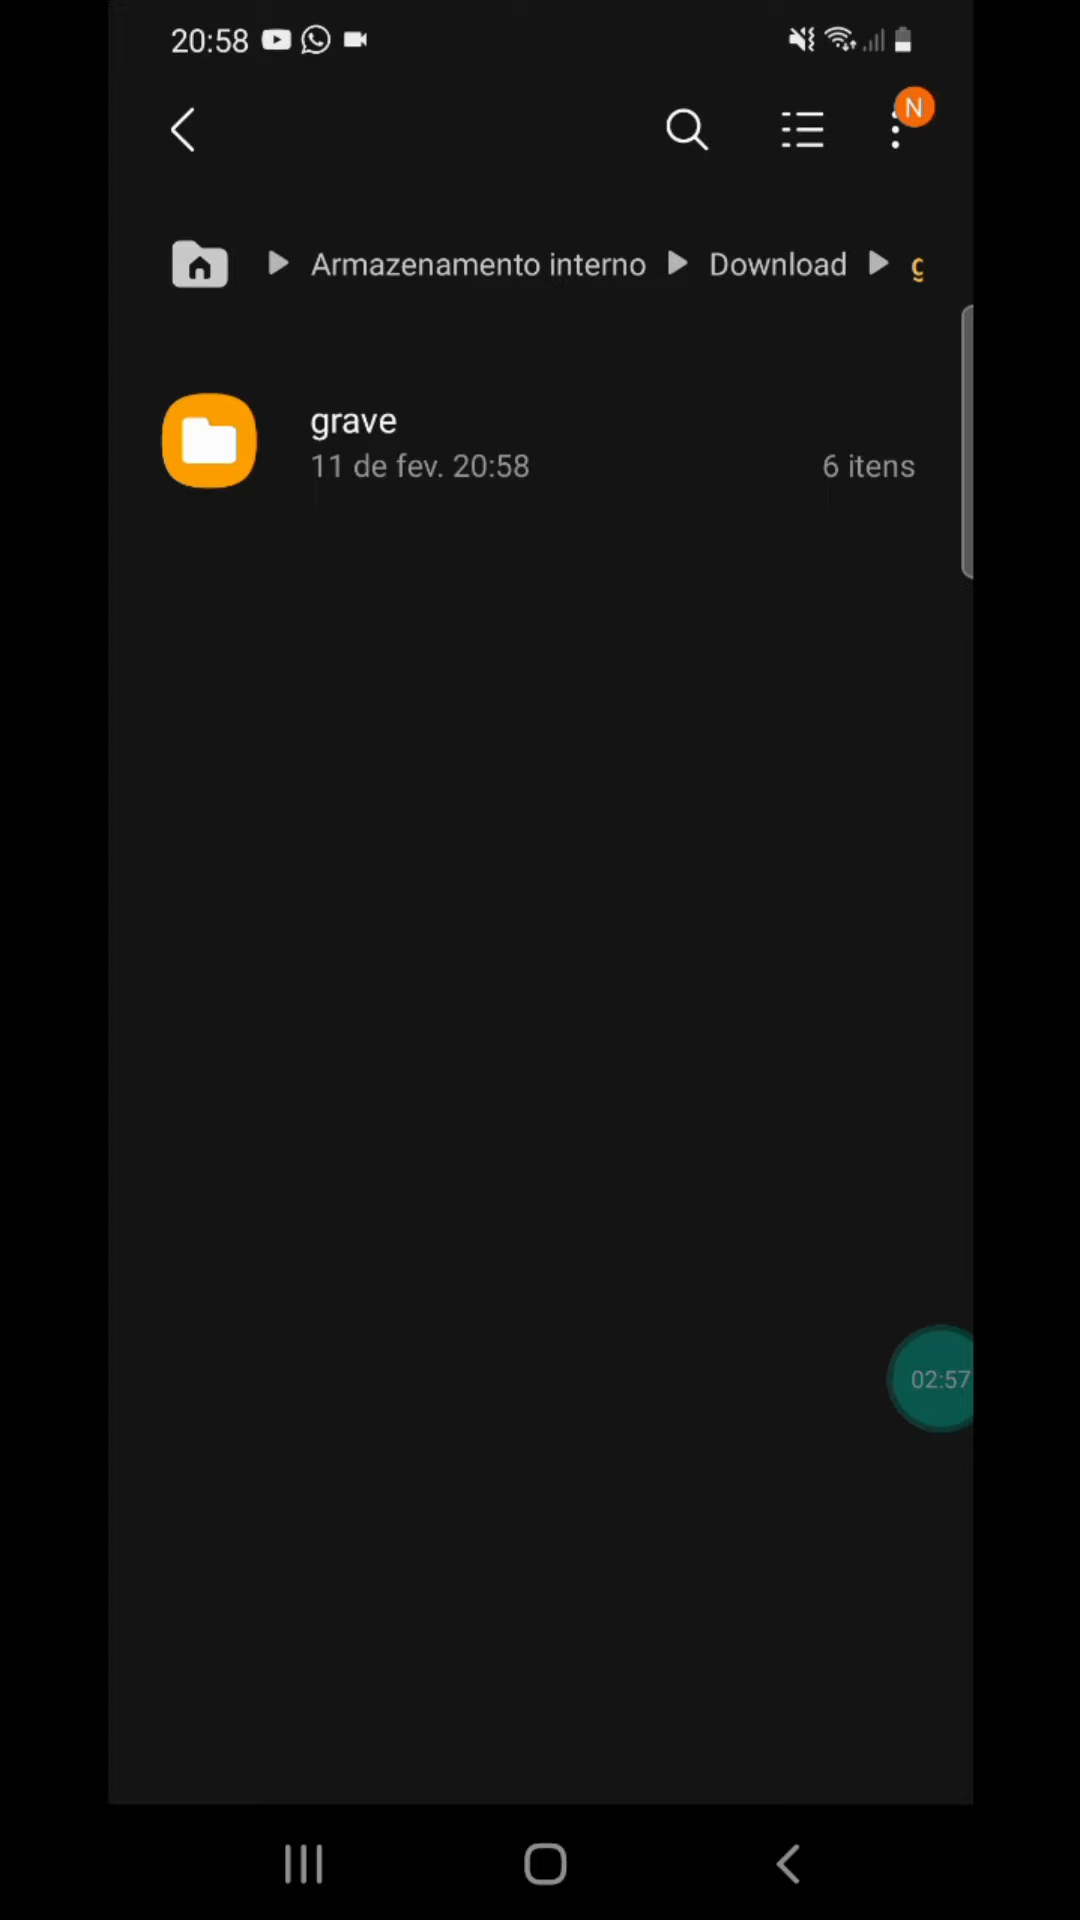 20:58
N
Armazenamento interno Download g
grave
11 de fev. 20:58 6 itens
02:57